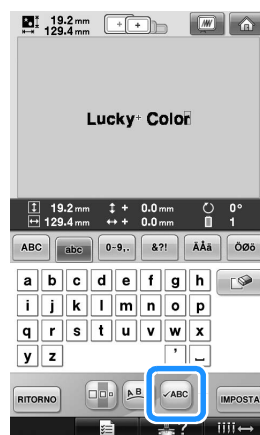 19.2 mm
129.4 mm
Lucky Color
19.2 mm + 0.0 mm 0°
129.4 mm + 0.0 mm 1
ABC abc 0-9,. &?! ÄÅä ÖØö
a b c d e f g h
i j k l m n o p
q r s t u v w x
y z ' ⎵
RITORNO A B ✓ABC IMPOSTA
?